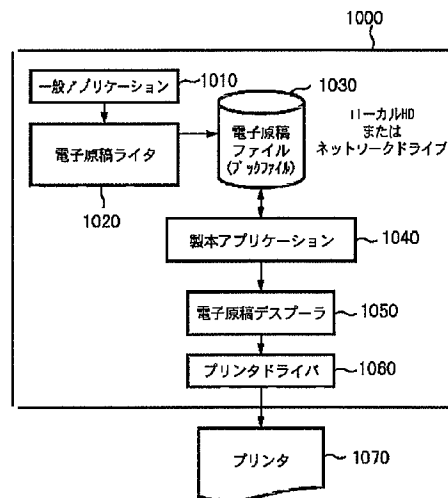 1000
一般アプリケーション
1010
1030
電子原稿ライタ
1020
電子原稿
ファイル
(ブックファイル)
ローカルHD
または
ネットワークドライブ
製本アプリケーション
1040
電子原稿デスプーラ
1050
プリンタドライバ
1060
プリンタ
1070